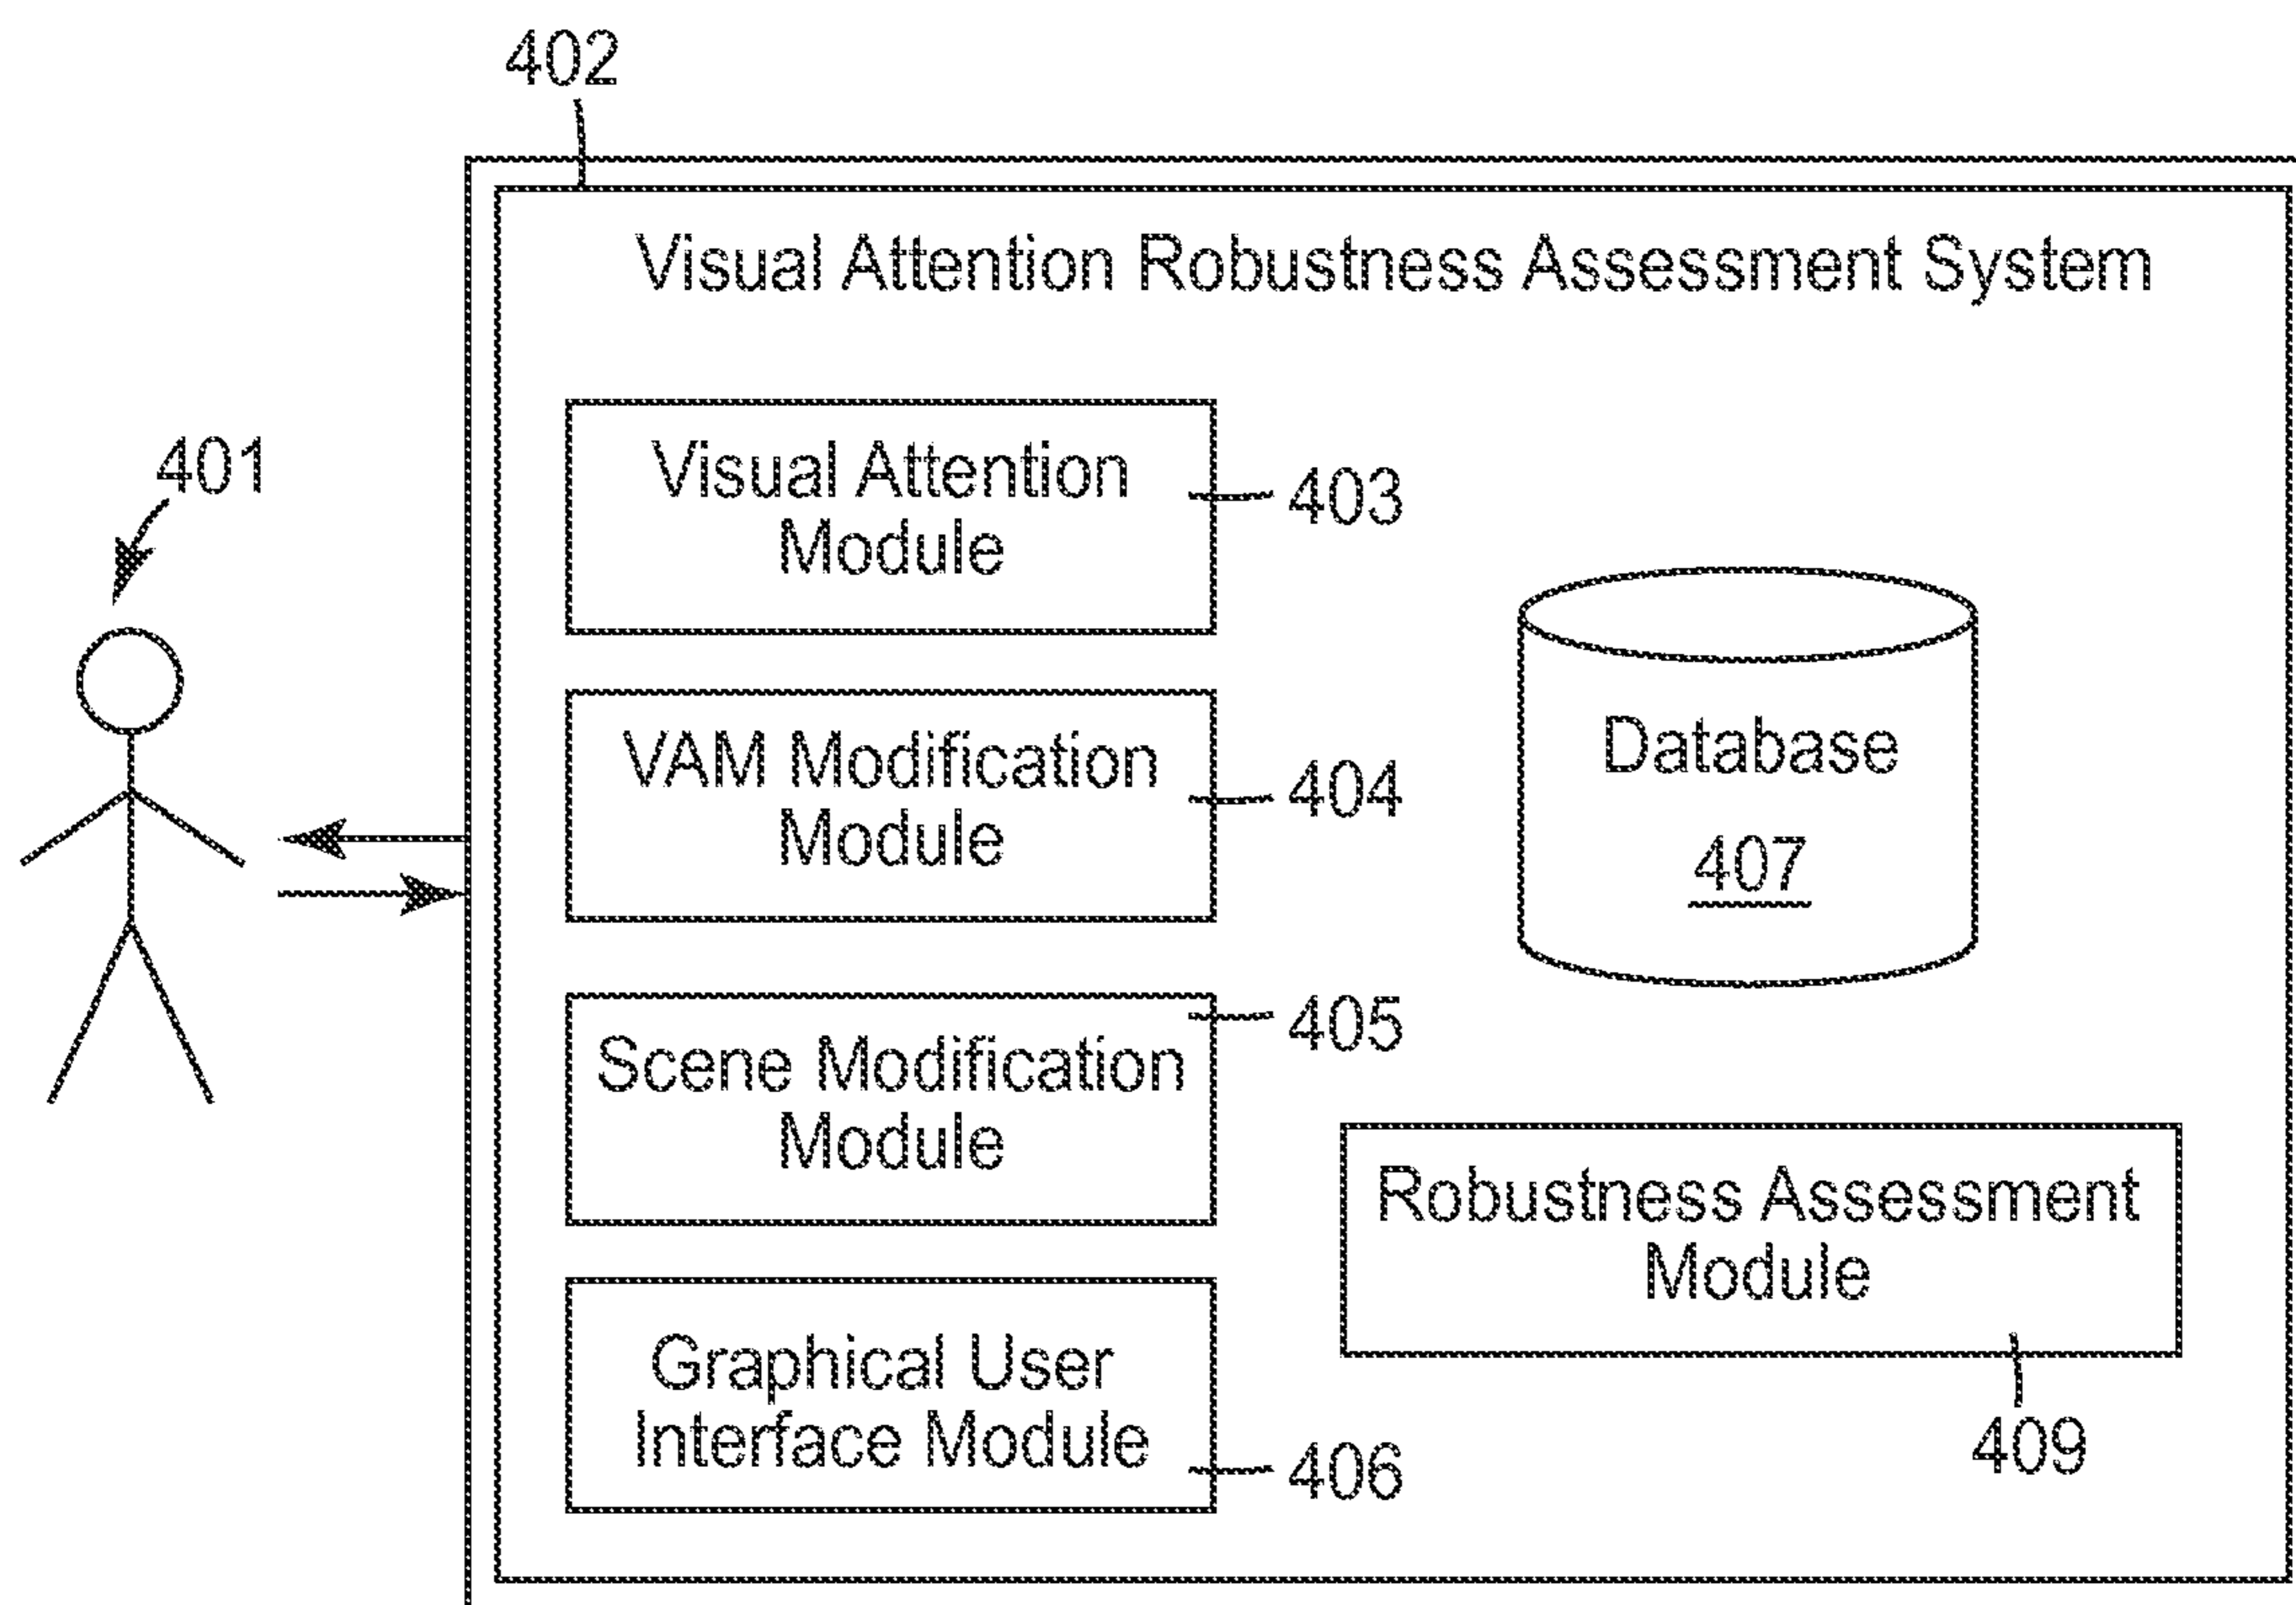 402
Visual Attention Robustness Assessment System
401
Visual Attention
Module
403
VAM Modification
Module
404
Scene Modification
Module
405
Graphical User
Interface Module
406
Database
407
Robustness Assessment
Module
409